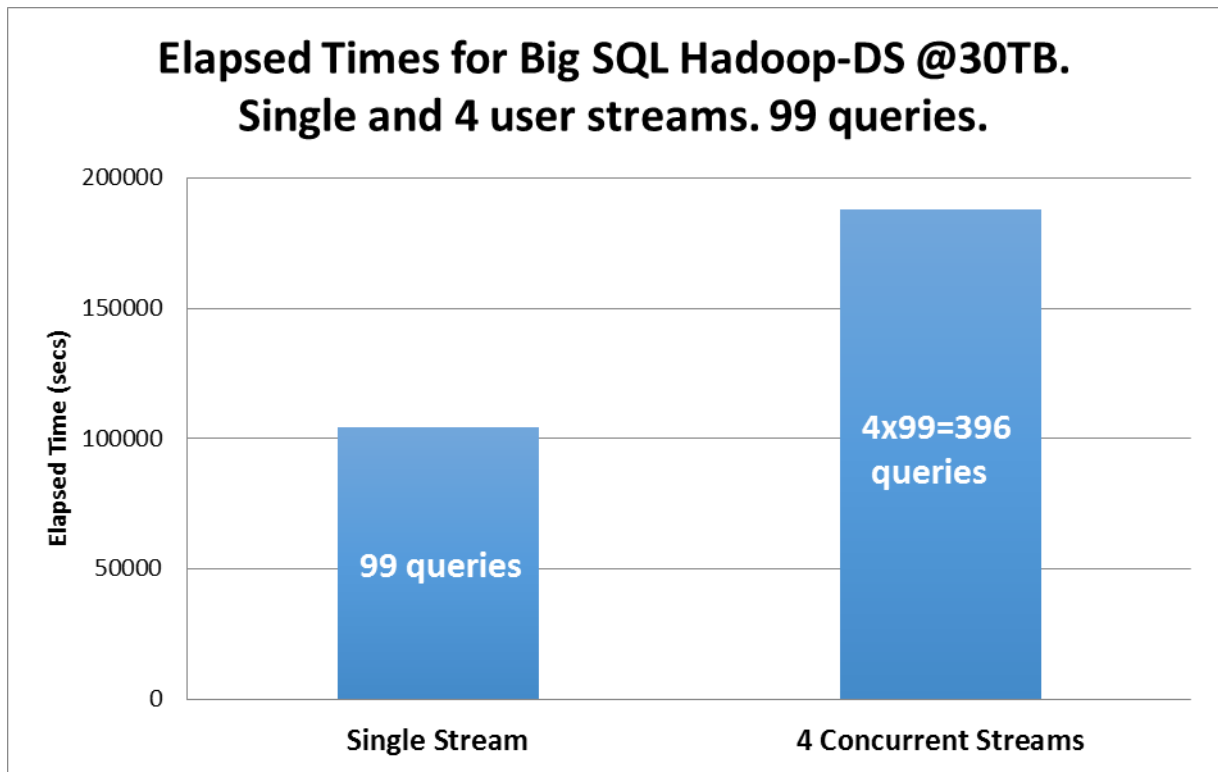 Elapsed Times for Big SQL Hadoop-DS @30TB.
Single and 4 user streams. 99 queries.
200000
150000
100000
50000
0
Elapsed Time (secs)
99 queries
4x99=396
queries
Single Stream
4 Concurrent Streams